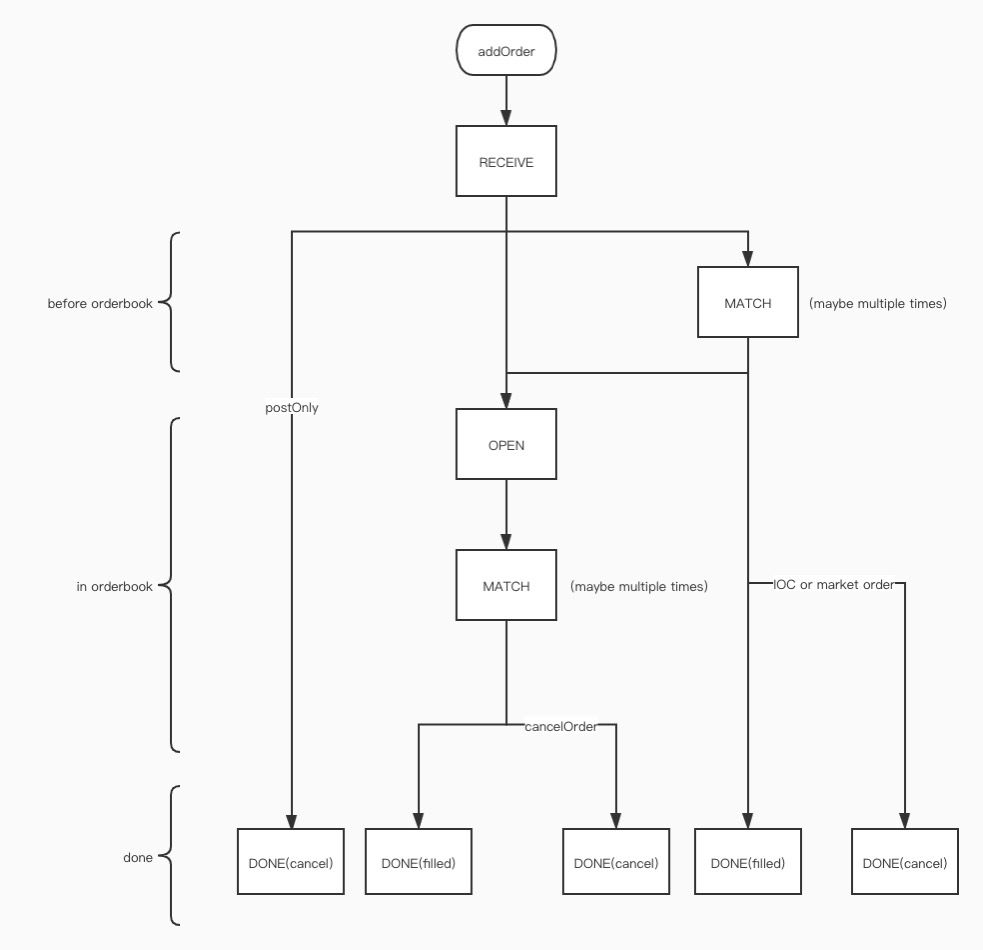 addOrder
RECEIVE
before orderbook
MATCH
(maybe multiple times)
postOnly
OPEN
in orderbook
MATCH
(maybe multiple times)
IOC or market order
cancelOrder
done
DONE(cancel)
DONE(filled)
DONE(cancel)
DONE(filled)
DONE(cancel)